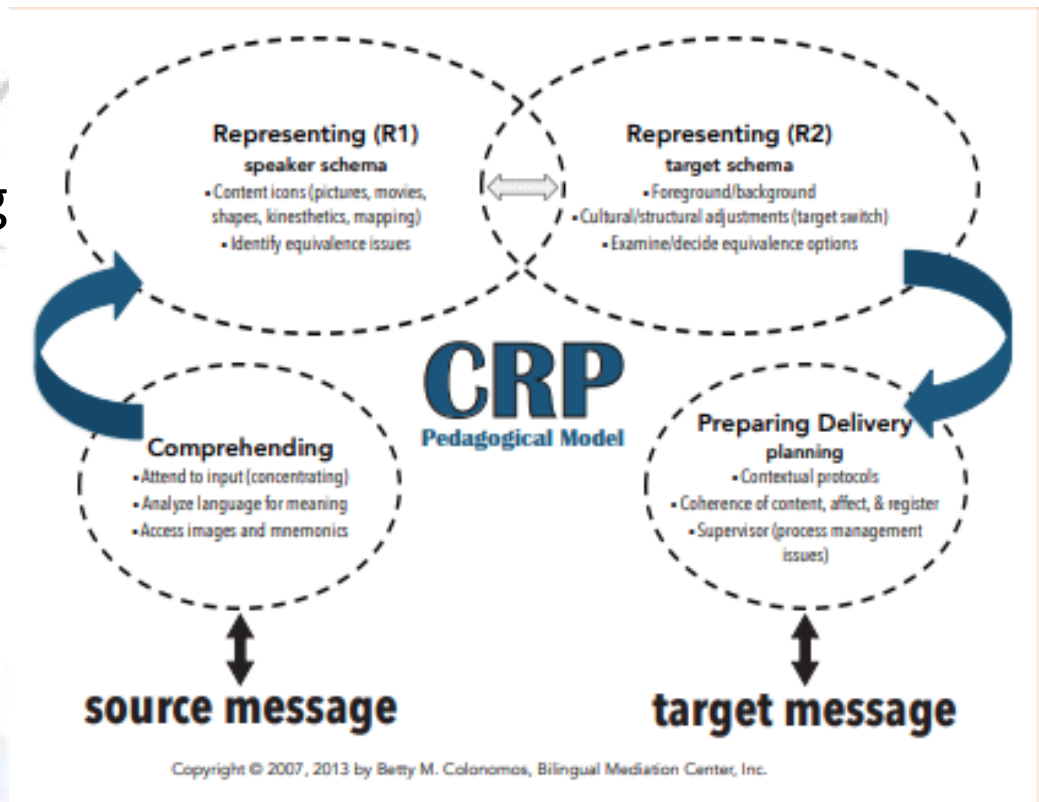 Representing (R1)
speaker schema
▪ Content icons (pictures, movies,
shapes, kinesthetics, mapping)
▪ Identify equivalence issues
Representing (R2)
target schema
▪ Foreground/background
▪ Cultural/structural adjustments (target switch)
▪ Examine/decide equivalence options
g
CRP
Pedagogical Model
Comprehending
▪ Attend to input (concentrating)
▪ Analyze language for meaning
▪ Access images and mnemonics
Preparing Delivery
planning
▪ Contextual protocols
▪ Coherence of content, affect, & register
▪ Supervisor (process management
issues)
source message
target message
Copyright © 2007, 2013 by Betty M. Colonomos, Bilingual Mediation Center, Inc.